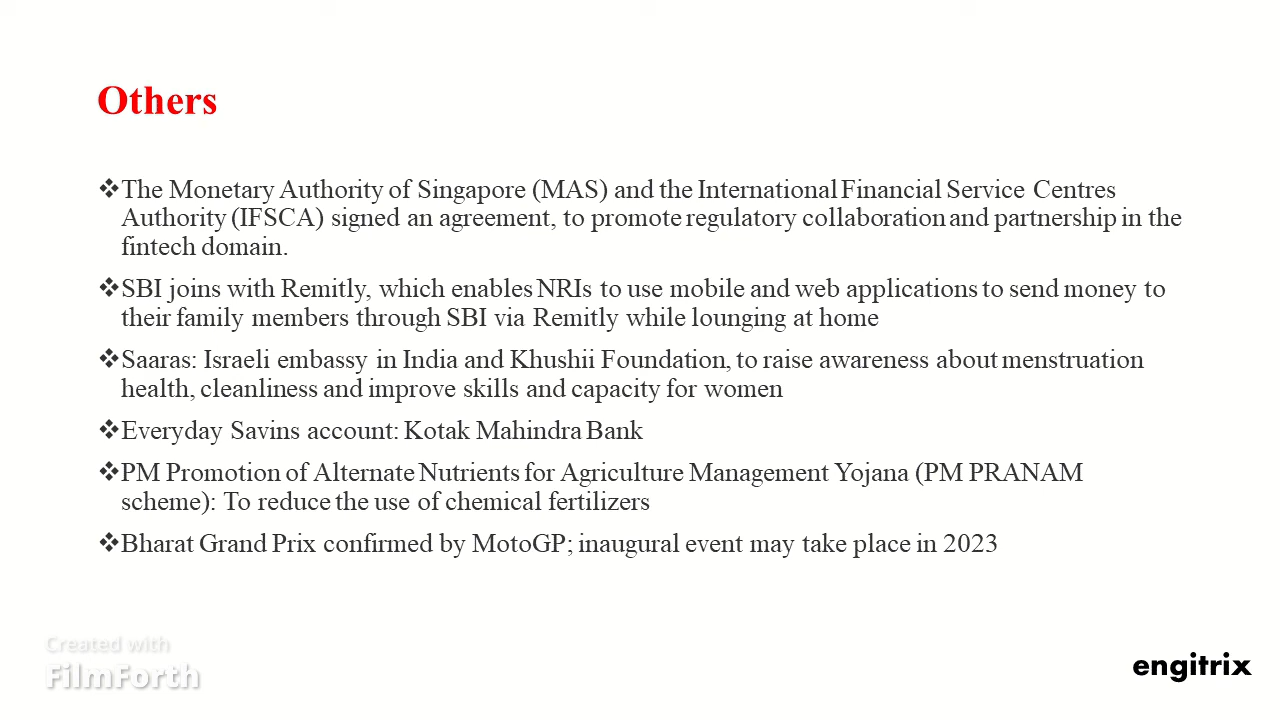 Others
❖The Monetary Authority of Singapore (MAS) and the International Financial Service Centres
Authority (IFSCA) signed an agreement, to promote regulatory collaboration and partnership in the
fintech domain.
❖SBI joins with Remitly, which enables NRIs to use mobile and web applications to send money to
their family members through SBI via Remitly while lounging at home
❖Saaras: Israeli embassy in India and Khushii Foundation, to raise awareness about menstruation
health, cleanliness and improve skills and capacity for women
❖Everyday Savins account: Kotak Mahindra Bank
❖PM Promotion of Alternate Nutrients for Agriculture Management Yojana (PM PRANAM
scheme): To reduce the use of chemical fertilizers
❖Bharat Grand Prix confirmed by MotoGP; inaugural event may take place in 2023
Created with
FilmForth
engitrix